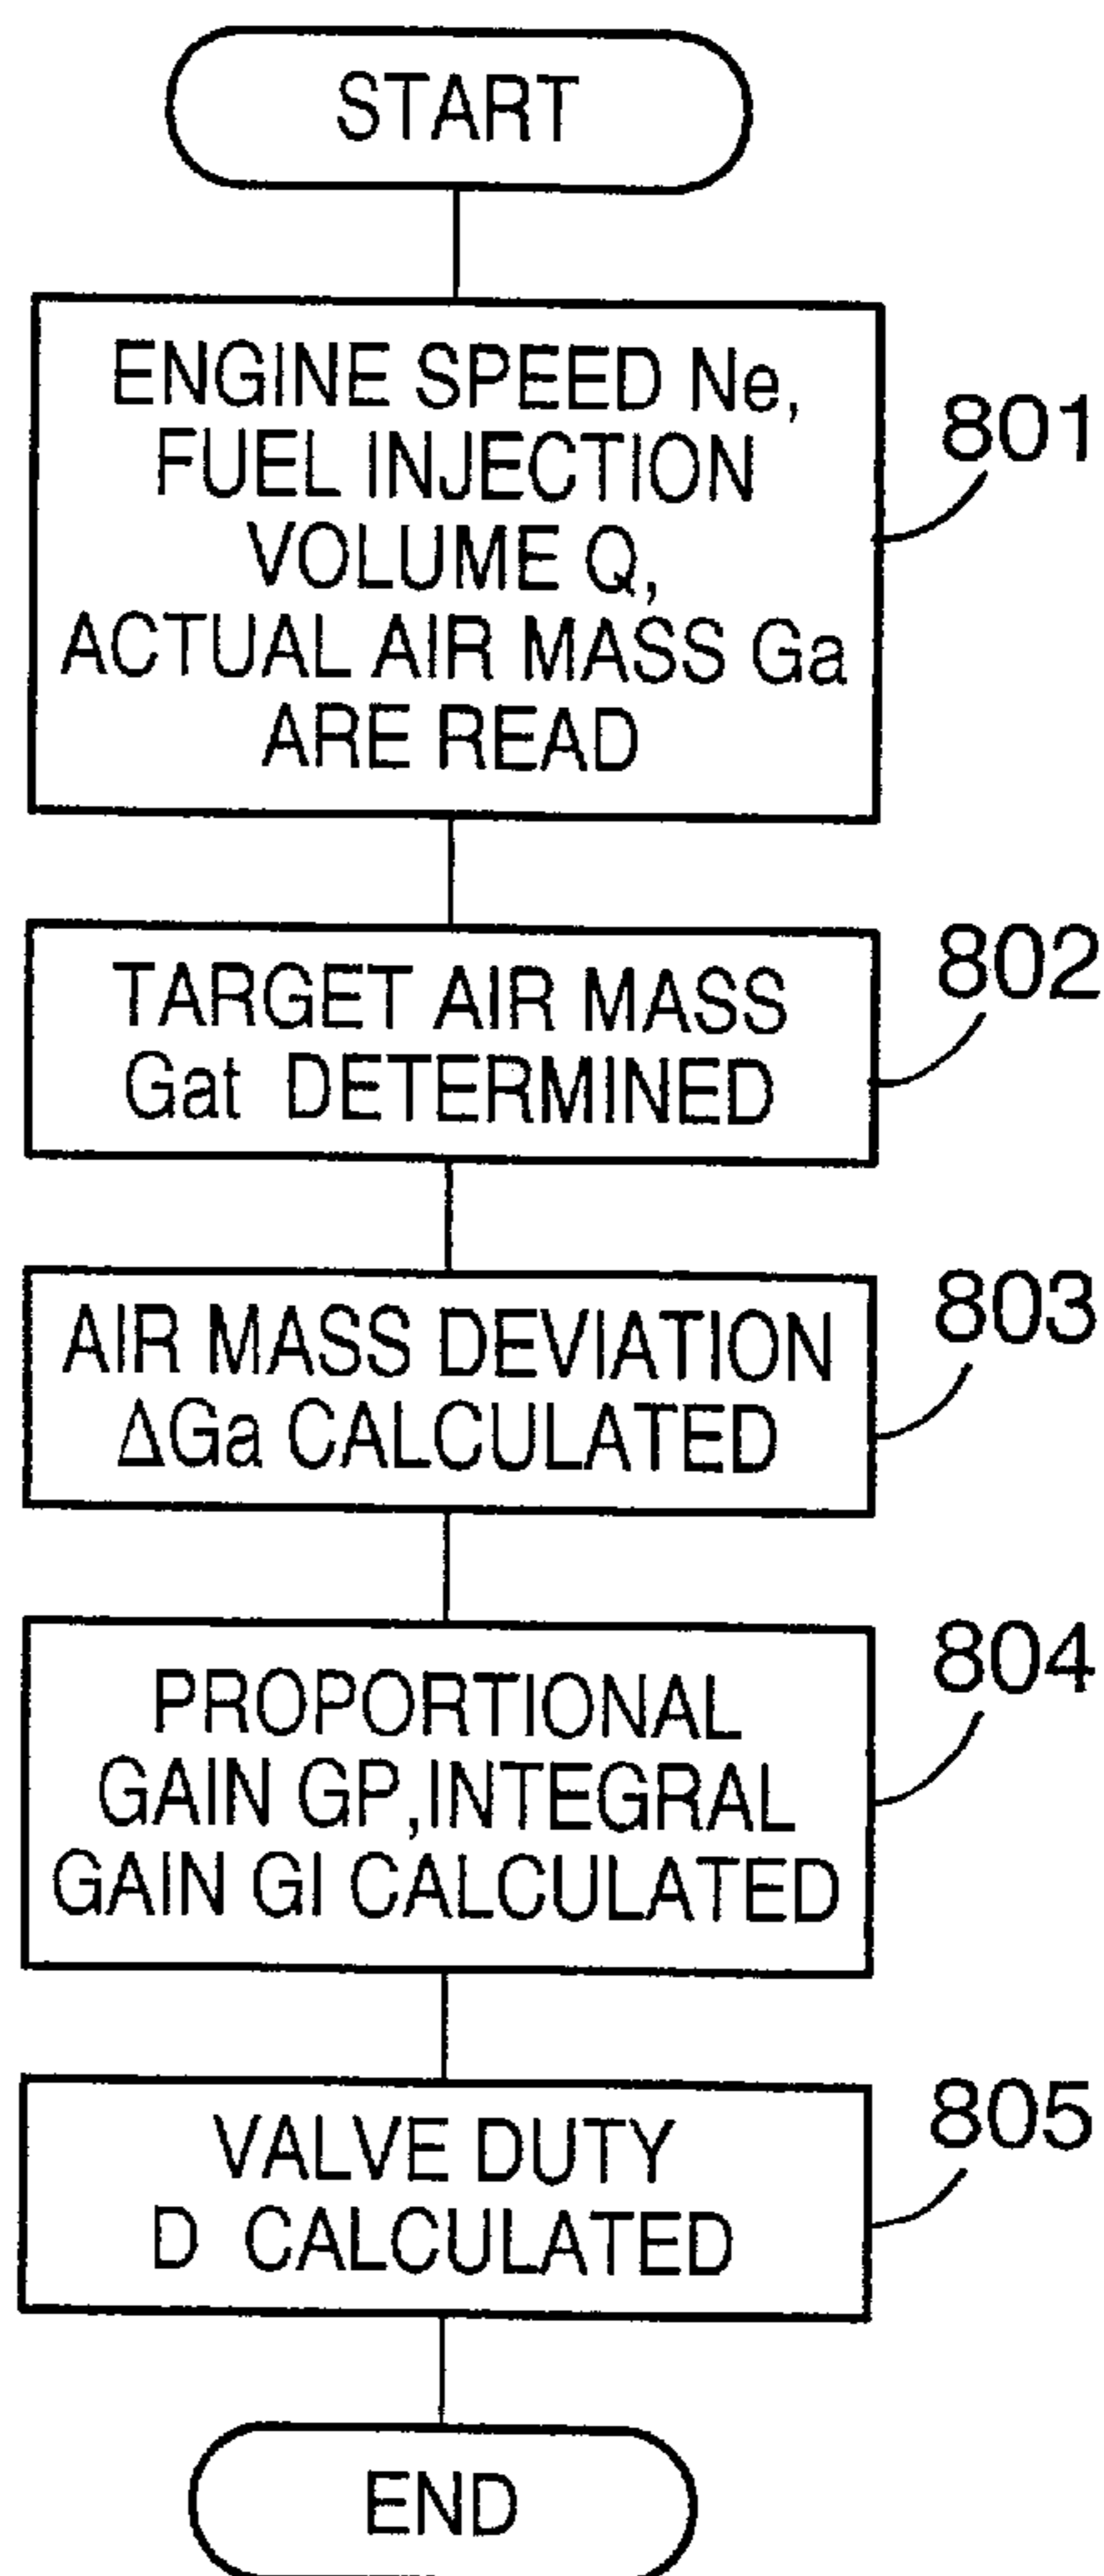 START
ENGINE SPEED Ne,
FUEL INJECTION
VOLUME Q,
ACTUAL AIR MASS Ga
ARE READ
801
TARGET AIR MASS
Gat DETERMINED
802
AIR MASS DEVIATION
ΔGa CALCULATED
803
PROPORTIONAL
GAIN GP,INTEGRAL
GAIN GI CALCULATED
804
VALVE DUTY
D CALCULATED
805
END